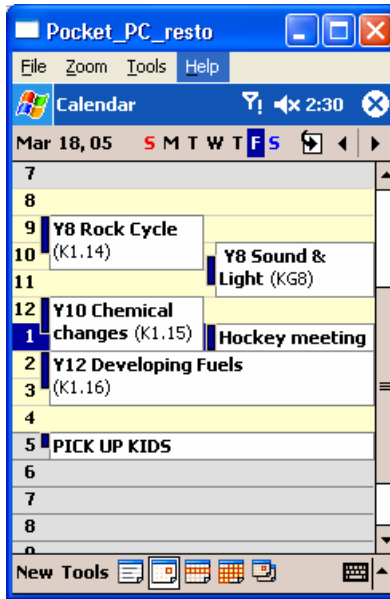 Pocket_PC_resto
File Zoom Tools Help
Calendar 2:30
Mar 18, 05 S M T W T F S
7
8
9 Y8 Rock Cycle
10 (K1.14) Y8 Sound &
11 Light (KG8)
12 Y10 Chemical
1 changes (K1.15) Hockey meeting
2 Y12 Developing Fuels
3 (K1.16)
4
5 PICK UP KIDS
6
7
8
9
New Tools